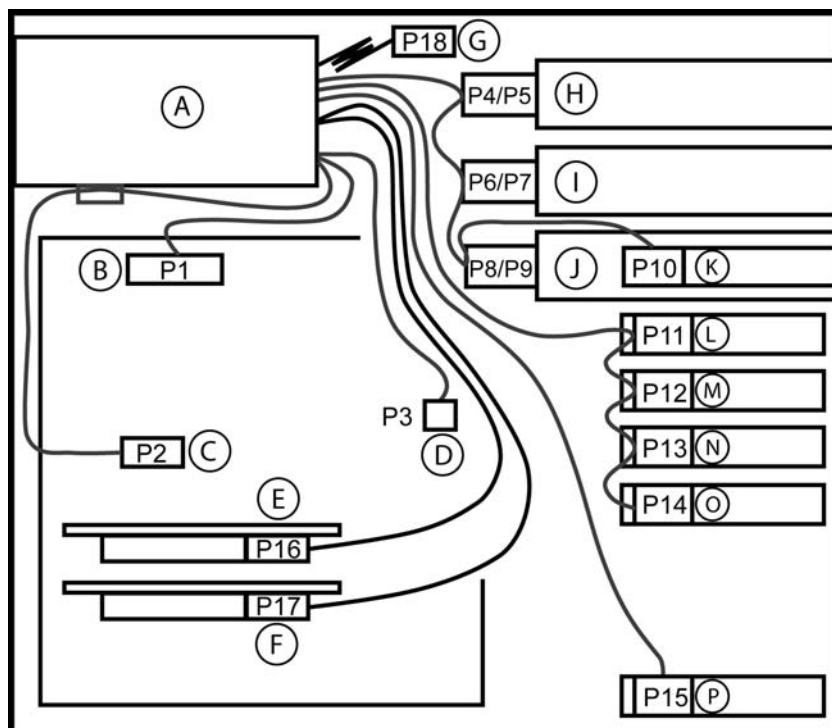 P18 G
A
P4/P5 H
P6/P7 I
B P1
P8/P9 J P10 K
P11 L
P12 M
P3
D
P2 C
P13 N
E
P14 O
P16
P17
F
P15 P